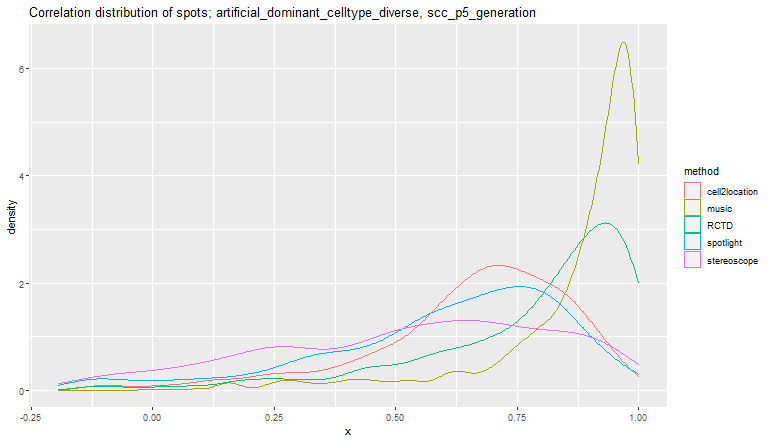 Correlation distribution of spots; artificial_dominant_celltype_diverse, scc_p5_generation
6
4
2
0
density
-0.25
0.00
0.25
0.50
0.75
1.00
x
method
cell2location
music
RCTD
spotlight
stereoscope